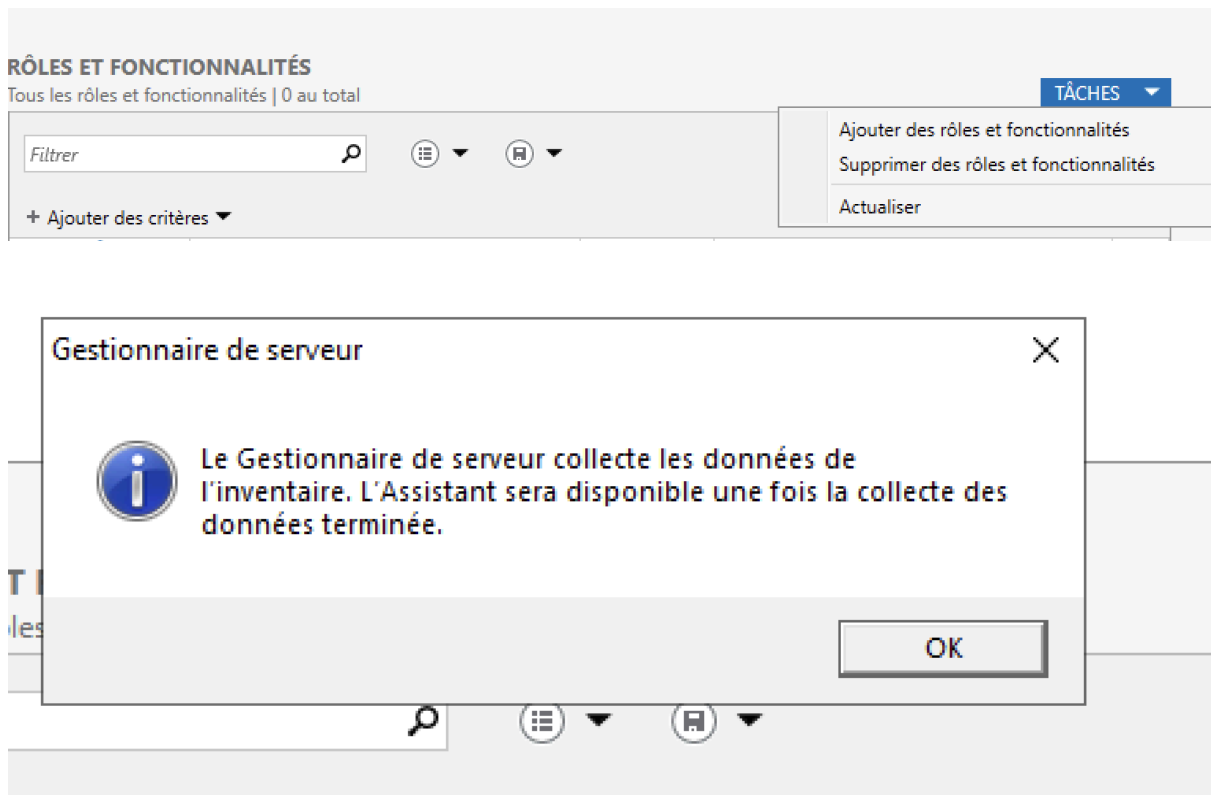 RÔLES ET FONCTIONNALITÉS
Tous les rôles et fonctionnalités | 0 au total
TÂCHES
Filtrer
Ajouter des rôles et fonctionnalités
Supprimer des rôles et fonctionnalités
Actualiser
+ Ajouter des critères
Gestionnaire de serveur
Le Gestionnaire de serveur collecte les données de
l'inventaire. L'Assistant sera disponible une fois la collecte des
données terminée.
OK